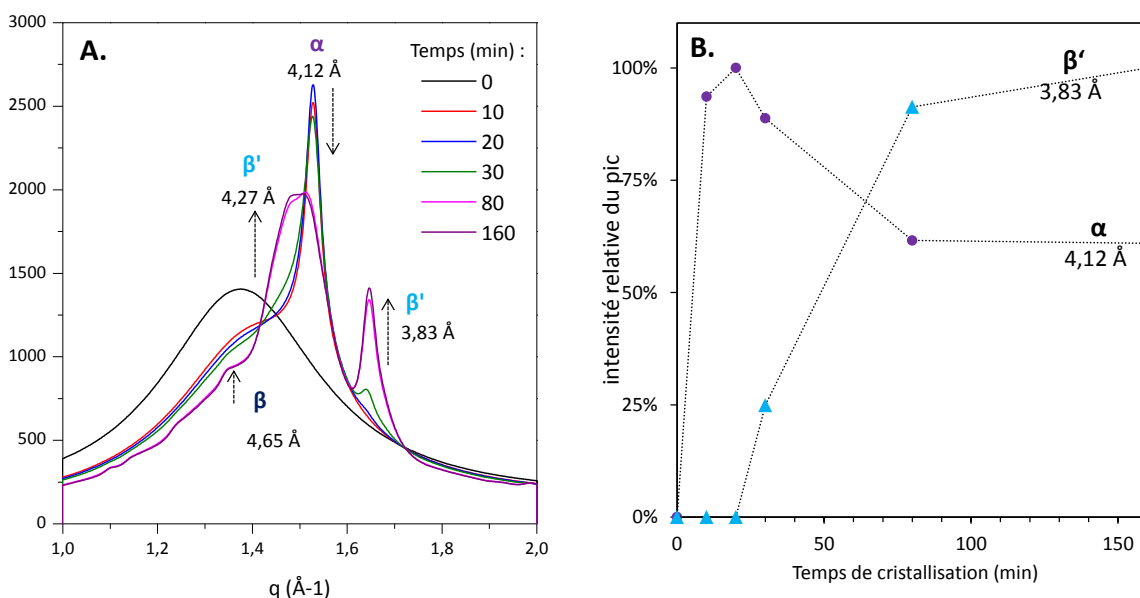 A.
3000
2500
2000
1500
1000
500
0
1,0
1,2
1,4
1,6
1,8
2,0
q (Å-1)
α
4,12 Å
Temps (min) :
0
10
20
30
80
160
β'
4,27 Å
β'
3,83 Å
β
4,65 Å
B.
intensité relative du pic
100%
75%
50%
25%
0%
0
50
100
150
Temps de cristallisation (min)
β‘
3,83 Å
α
4,12 Å